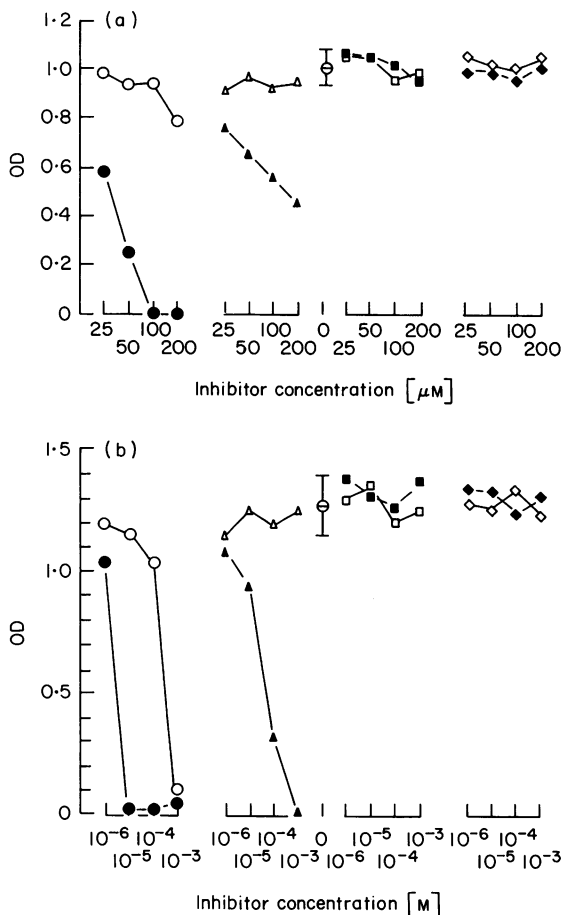 (a)
OD
1·2
1·0
0·8
0·6
0·4
0·2
0
25 100 25 100 0 50 200 25 100
50 200 50 200 25 100 50 200
Inhibitor concentration [μM]
(b)
OD
1·5
1·0
0·5
0
10⁻⁶ 10⁻⁴ 10⁻⁶ 10⁻⁴ 0 10⁻⁵ 10⁻³ 10⁻⁶ 10⁻⁴
10⁻⁵ 10⁻³ 10⁻⁵ 10⁻³ 10⁻⁶ 10⁻⁴ 10⁻⁵ 10⁻³
Inhibitor concentration [M]